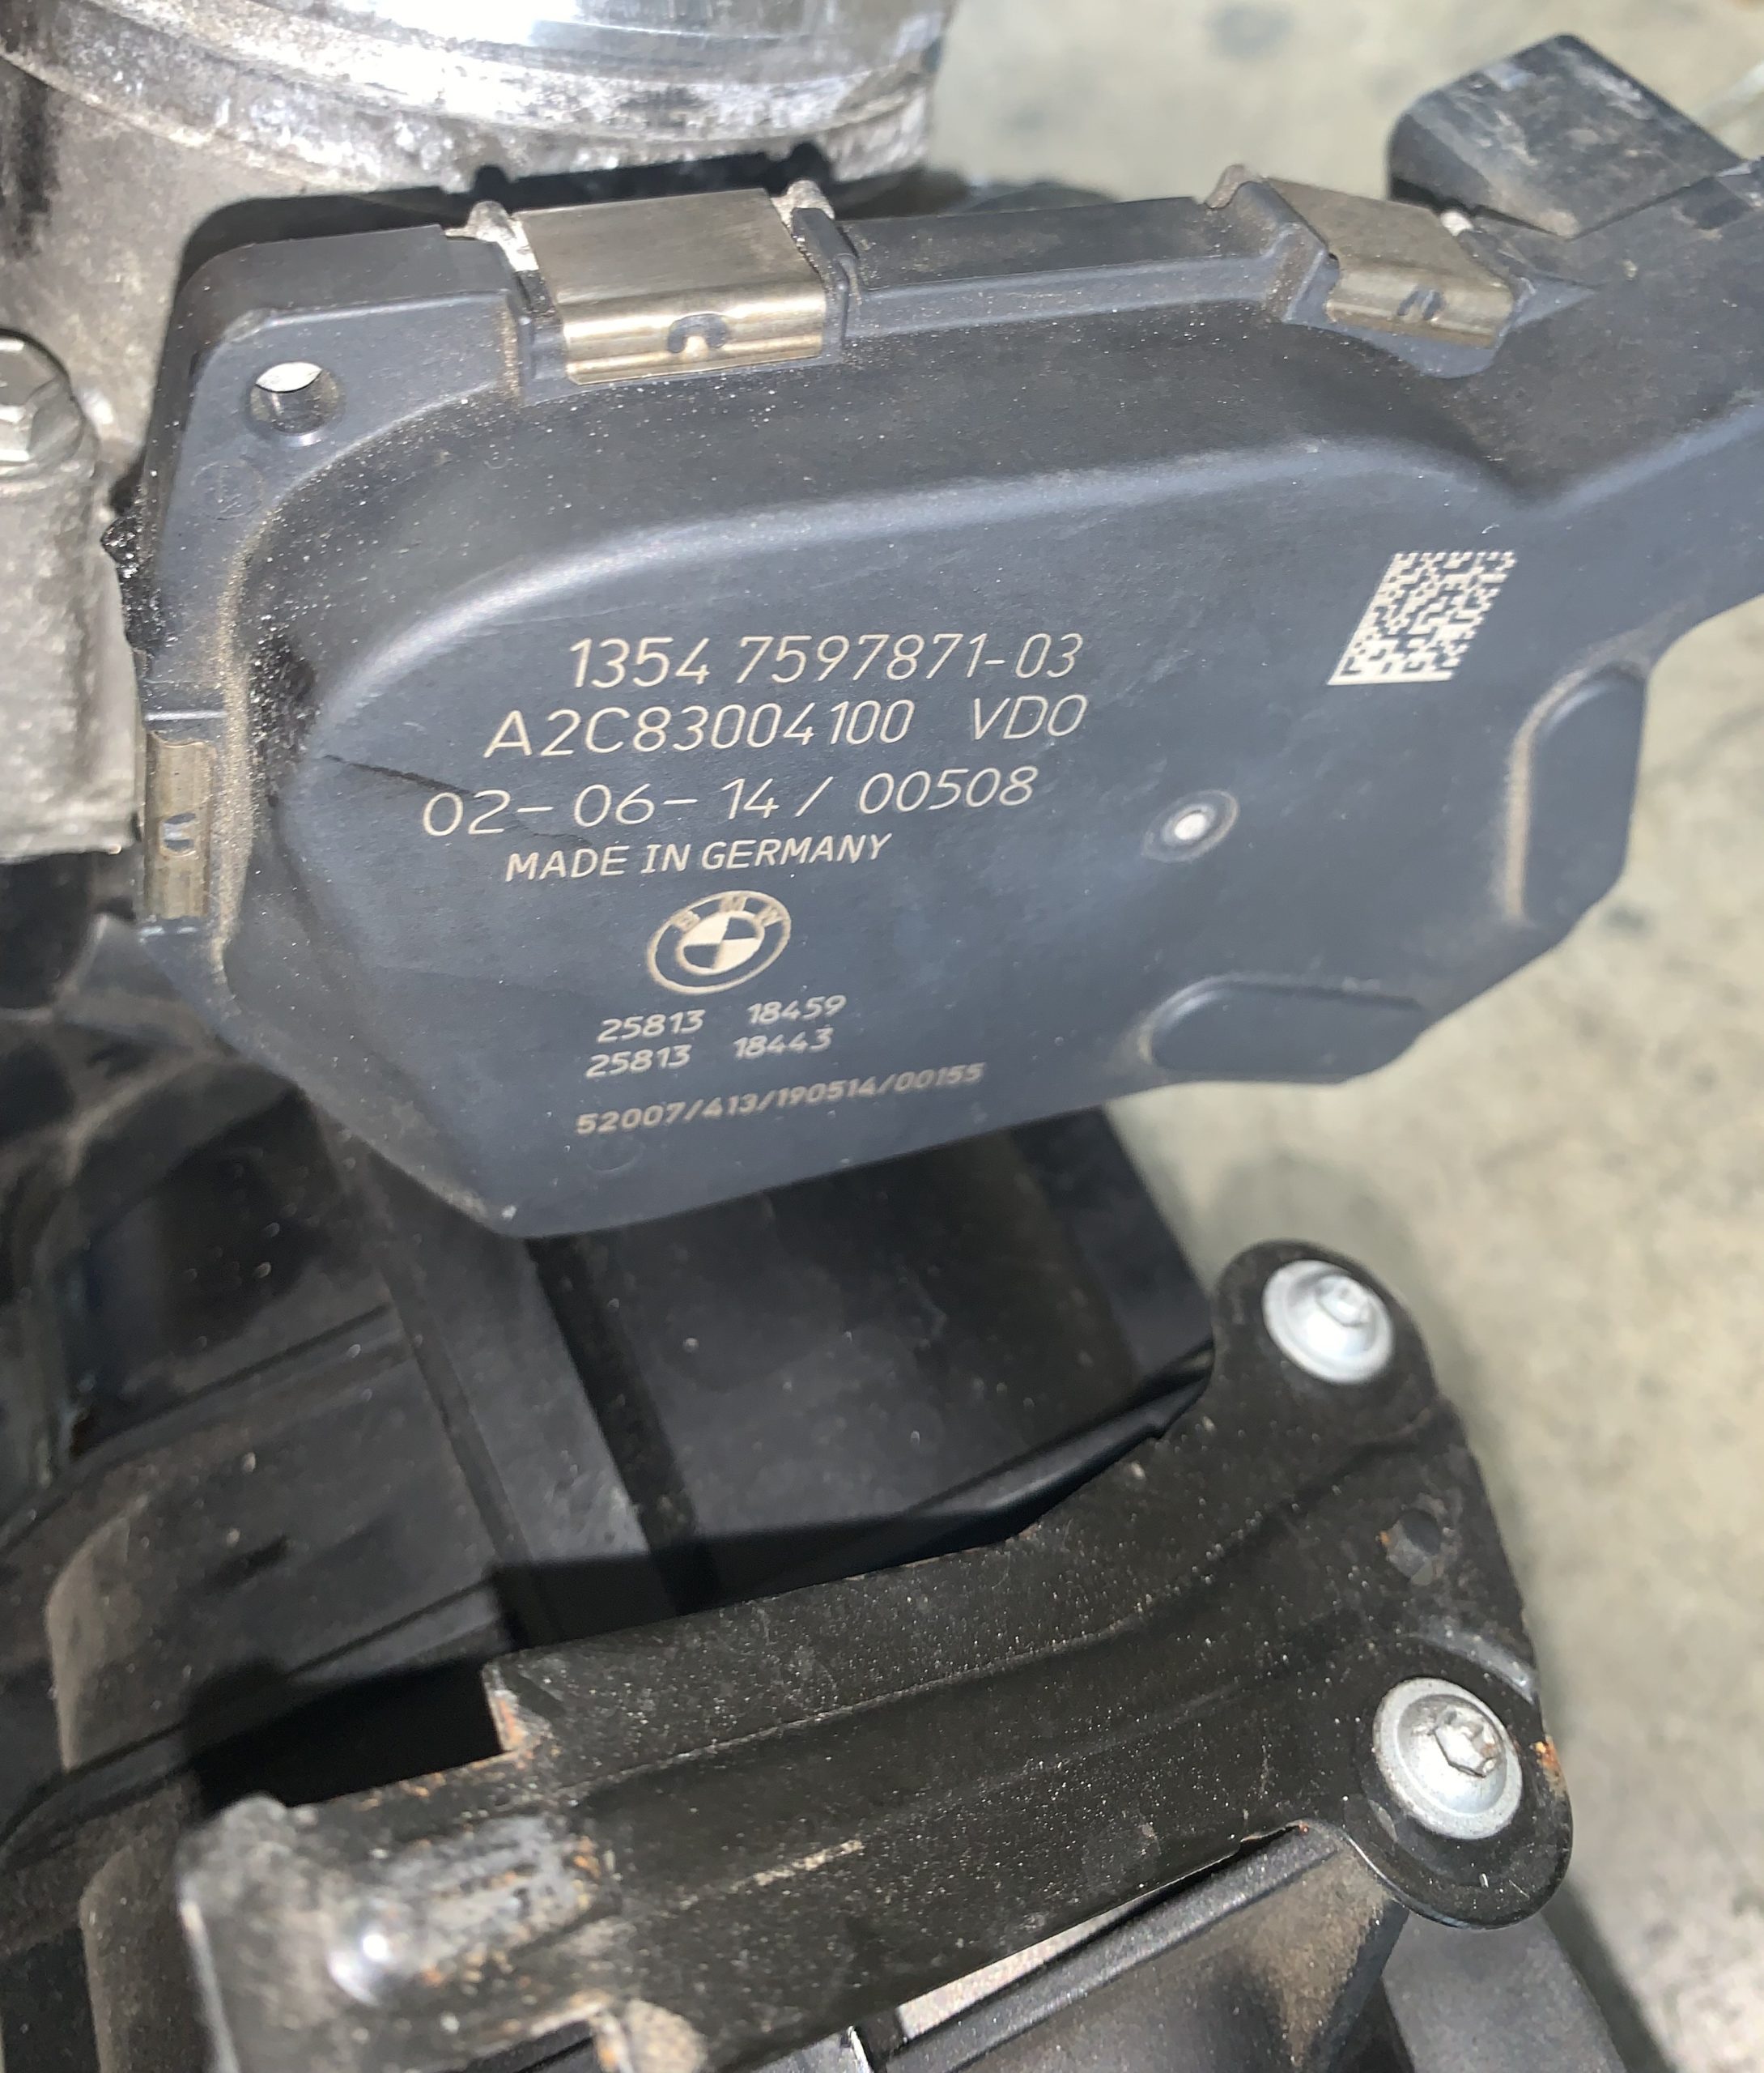 1354 7597871-03
A2C83004100 VDO
02-06-14 / 00508
MADE IN GERMANY
BMW
25813 18459
25813 18443
52007/413/190514/00155